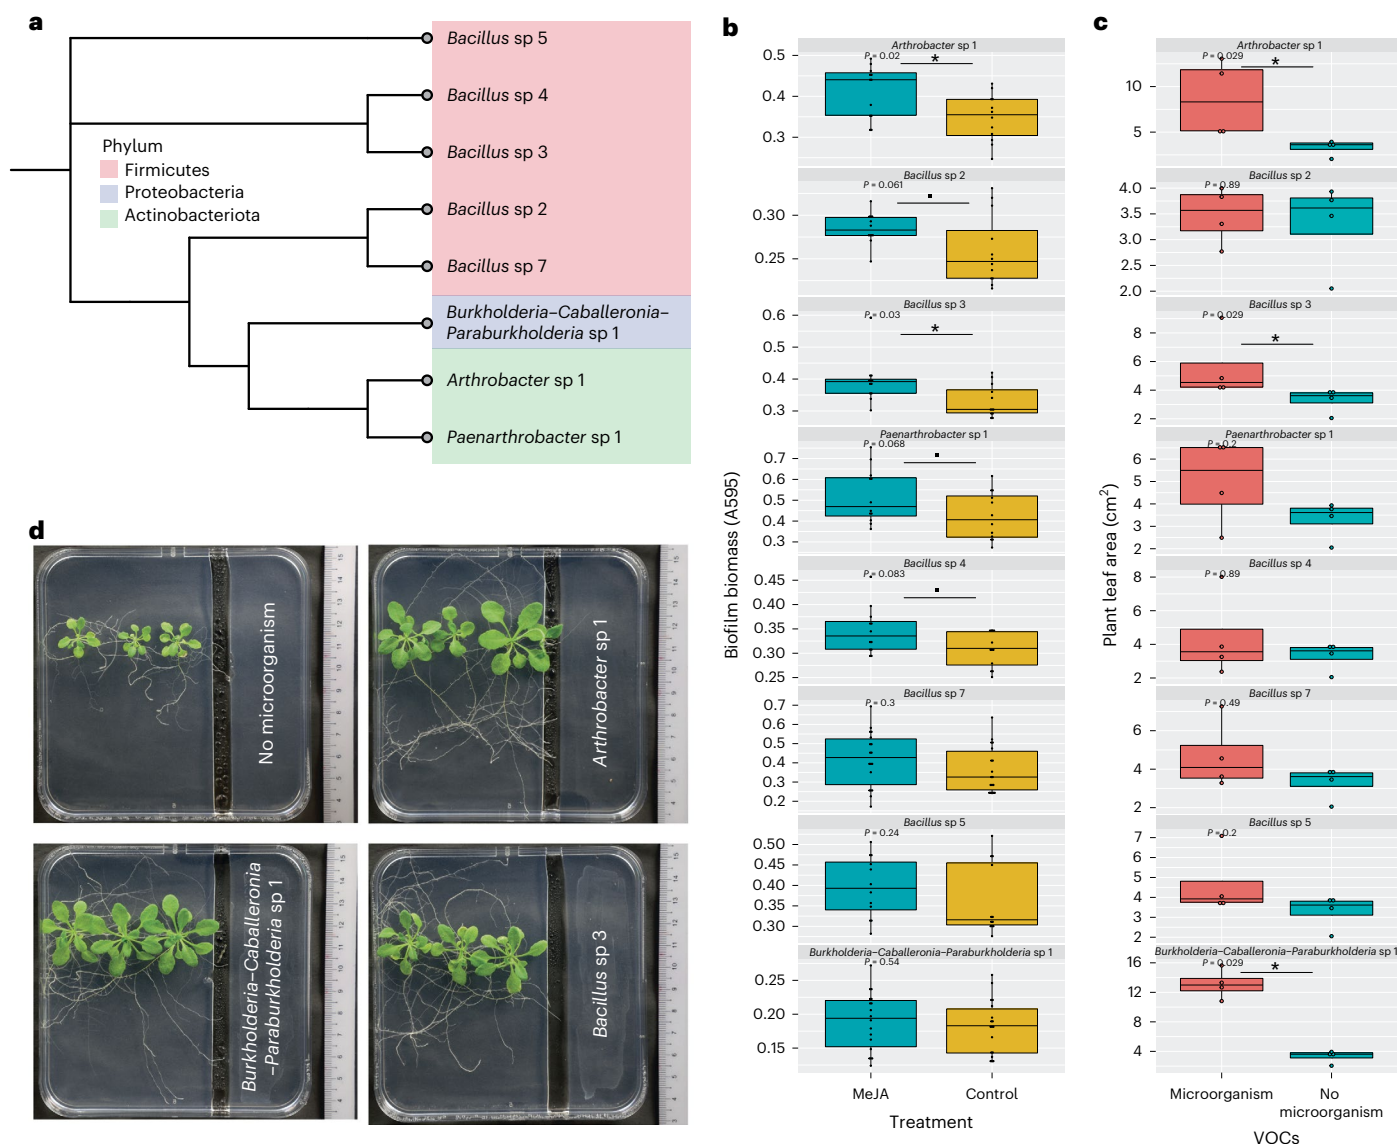 a
Bacillus sp 5
Bacillus sp 4
Bacillus sp 3
Bacillus sp 2
Bacillus sp 7
Burkholderia–Caballeronia–
Paraburkholderia sp 1
Arthrobacter sp 1
Paenarthrobacter sp 1
Phylum
Firmicutes
Proteobacteria
Actinobacteriota
b
Biofilm biomass (A595)
Arthrobacter sp 1
P = 0.02
*
0.5
0.4
0.3
Bacillus sp 2
P = 0.061
0.30
0.25
Bacillus sp 3
P = 0.03
*
0.6
0.5
0.4
0.3
Paenarthrobacter sp 1
P = 0.068
0.7
0.6
0.5
0.4
0.3
Bacillus sp 4
P = 0.083
0.45
0.40
0.35
0.30
0.25
Bacillus sp 7
P = 0.3
0.7
0.6
0.5
0.4
0.3
0.2
Bacillus sp 5
P = 0.24
0.50
0.45
0.40
0.35
0.30
Burkholderia–Caballeronia–Paraburkholderia sp 1
P = 0.54
0.25
0.20
0.15
MeJA
Control
Treatment
c
Plant leaf area (cm2)
Arthrobacter sp 1
P = 0.029
*
10
5
Bacillus sp 2
P = 0.89
4.0
3.5
3.0
2.5
2.0
Bacillus sp 3
P = 0.029
*
8
6
4
2
Paenarthrobacter sp 1
P = 0.2
6
5
4
3
2
Bacillus sp 4
P = 0.89
8
6
4
2
Bacillus sp 7
P = 0.49
6
4
2
Bacillus sp 5
P = 0.2
7
6
5
4
3
2
Burkholderia–Caballeronia–Paraburkholderia sp 1
P = 0.029
*
16
12
8
4
Microorganism
No
microorganism
VOCs
d
No microorganism
Arthrobacter sp 1
Burkholderia–Caballeronia
–Paraburkholderia sp 1
Bacillus sp 3